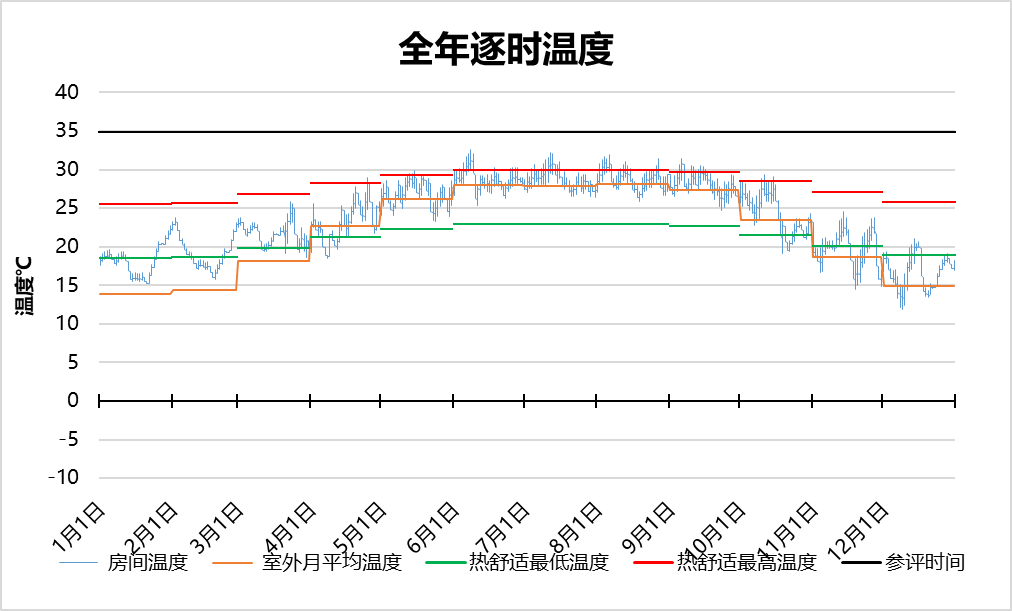 全年逐时温度
40
35
30
25
20
15
10
5
0
-5
-10
温度℃
1月1日
2月1日
3月1日
4月1日
5月1日
6月1日
7月1日
8月1日
9月1日
10月1日
11月1日
12月1日
房间温度 室外月平均温度 热舒适最低温度 热舒适最高温度 参评时间